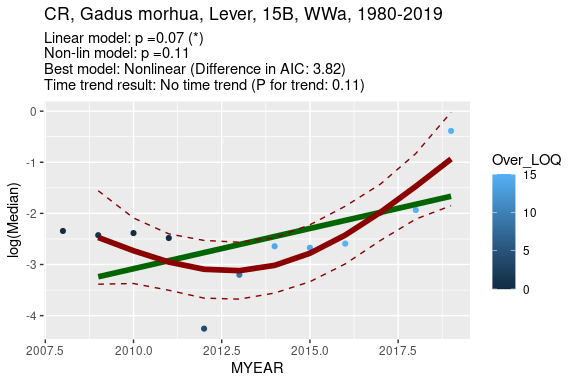 CR, Gadus morhua, Lever, 15B, WWa, 1980-2019
Linear model: p =0.07 (*)
Non-lin model: p =0.11
Best model: Nonlinear (Difference in AIC: 3.82)
Time trend result: No time trend (P for trend: 0.11)
0
-1
-2
-3
-4
log(Median)
2007.5
2010.0
2012.5
2015.0
2017.5
MYEAR
Over_LOQ
15
10
5
0